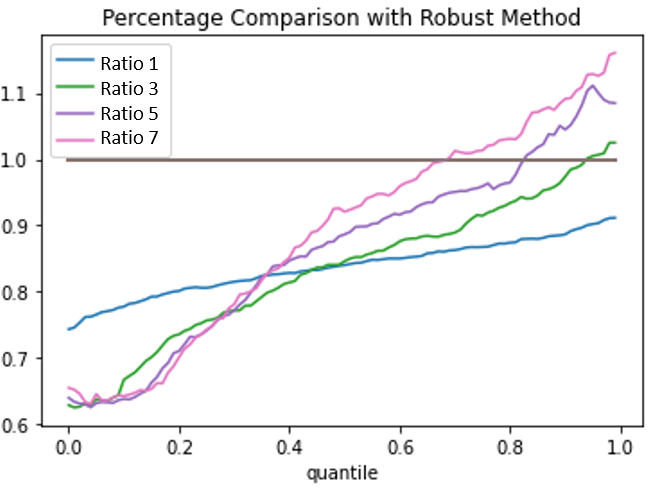 Percentage Comparison with Robust Method
Ratio 1
Ratio 3
Ratio 5
Ratio 7
1.1
1.0
0.9
0.8
0.7
0.6
0.0 0.2 0.4 0.6 0.8 1.0
quantile